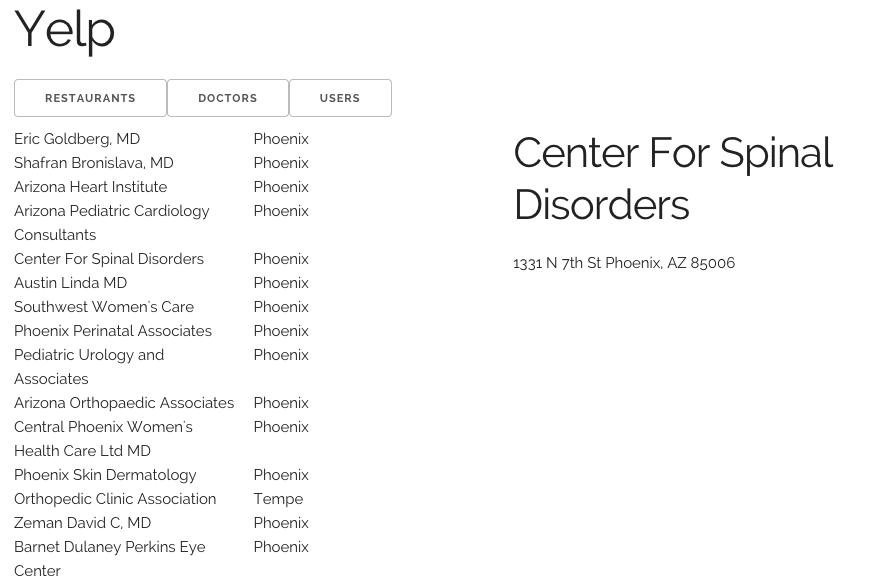 Yelp
RESTAURANTS DOCTORS USERS
Eric Goldberg, MD Phoenix
Shafran Bronislava, MD Phoenix
Arizona Heart Institute Phoenix
Arizona Pediatric Cardiology Phoenix
Consultants
Center For Spinal Disorders Phoenix
Austin Linda MD Phoenix
Southwest Women's Care Phoenix
Phoenix Perinatal Associates Phoenix
Pediatric Urology and Phoenix
Associates
Arizona Orthopaedic Associates Phoenix
Central Phoenix Women's Phoenix
Health Care Ltd MD
Phoenix Skin Dermatology Phoenix
Orthopedic Clinic Association Tempe
Zeman David C, MD Phoenix
Barnet Dulaney Perkins Eye Phoenix
Center
Center For Spinal
Disorders
1331 N 7th St Phoenix, AZ 85006